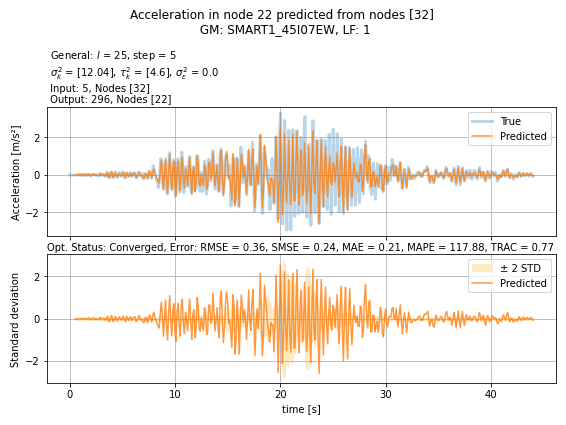 Acceleration in node 22 predicted from nodes [32]
GM: SMART1_45I07EW, LF: 1
General: l = 25, step = 5
σ²ₖ = [12.04], τ²ₖ = [4.6], σ²ε = 0.0
Input: 5, Nodes [32]
Output: 296, Nodes [22]
Acceleration [m/s²]
2
0
−2
True
Predicted
Opt. Status: Converged, Error: RMSE = 0.36, SMSE = 0.24, MAE = 0.21, MAPE = 117.88, TRAC = 0.77
Standard deviation
2
0
−2
± 2 STD
Predicted
0 10 20 30 40
time [s]